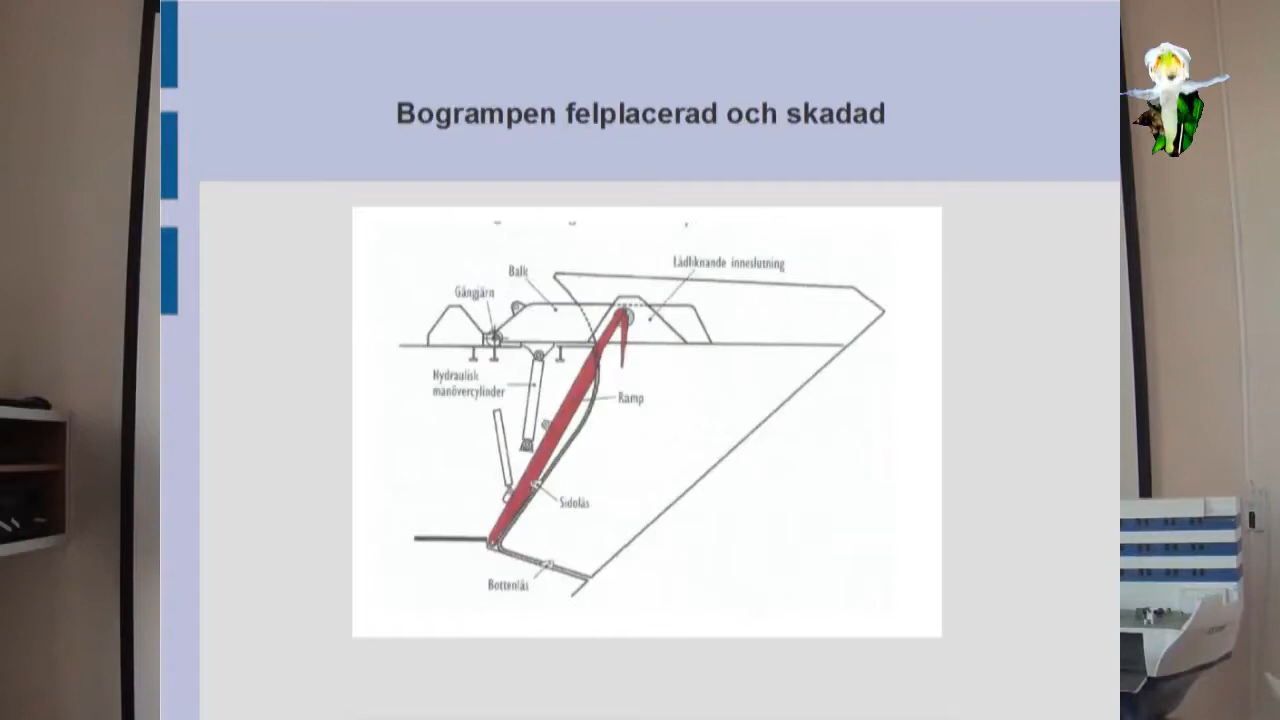 Bogrampen felplacerad och skadad
Lådliknande inneslutning
Balk
Gångjärn
Hydraulisk
manövercylinder
Ramp
Sidolås
Bottenlås